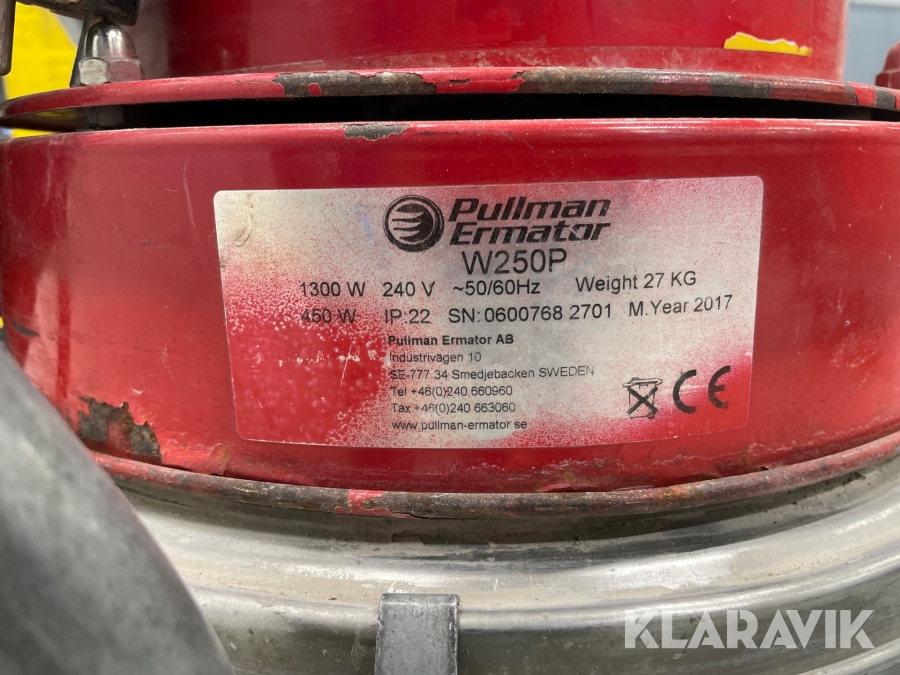 Pullman
Ermator
W250P
1300 W 240 V ~50/60Hz Weight 27 KG
450 W IP:22 SN:0600768 2701 M.Year 2017
Pullman Ermator AB
Industrivägen 10
SE-777 34 Smedjebacken SWEDEN
Tel +46(0)240 660960
Tax +46(0)240 663060
www.pullman-ermator.se
CE
KLARAVIK